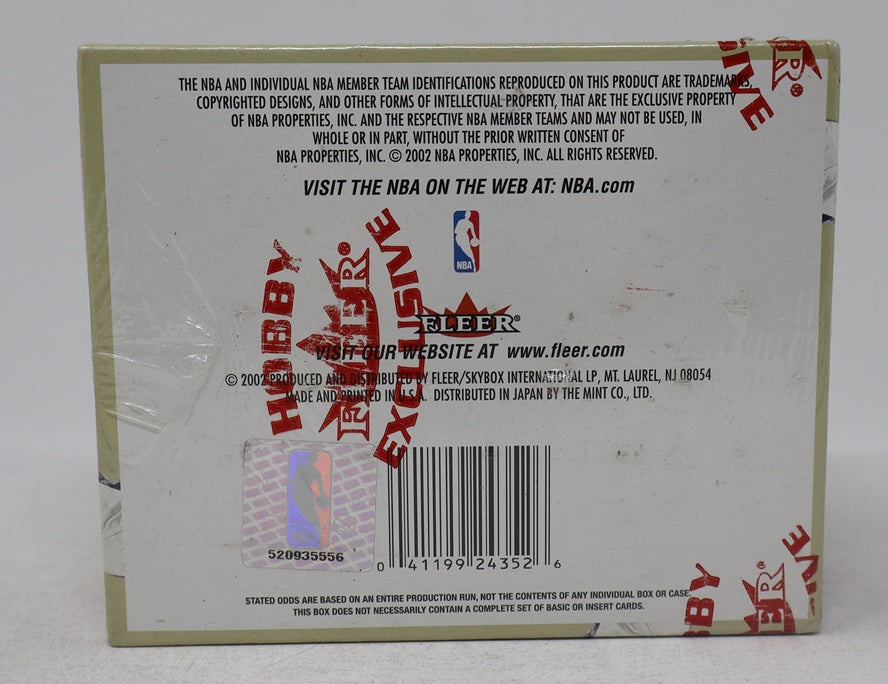 THE NBA AND INDIVIDUAL NBA MEMBER TEAM IDENTIFICATIONS REPRODUCED ON THIS PRODUCT ARE TRADEMARKS,
COPYRIGHTED DESIGNS, AND OTHER FORMS OF INTELLECTUAL PROPERTY, THAT ARE THE EXCLUSIVE PROPERTY
OF NBA PROPERTIES, INC. AND THE RESPECTIVE NBA MEMBER TEAMS AND MAY NOT BE USED, IN
WHOLE OR IN PART, WITHOUT THE PRIOR WRITTEN CONSENT OF
NBA PROPERTIES, INC. © 2002 NBA PROPERTIES, INC. ALL RIGHTS RESERVED.
VISIT THE NBA ON THE WEB AT: NBA.com
NBA
FLEER®
VISIT OUR WEBSITE AT www.fleer.com
© 2002 PRODUCED AND DISTRIBUTED BY FLEER/SKYBOX INTERNATIONAL LP, MT. LAUREL, NJ 08054
MADE AND PRINTED IN U.S.A. DISTRIBUTED IN JAPAN BY THE MINT CO., LTD.
HOBBY
FLEER®
EXCLUSIVE
520935556
0 41199 24352 6
STATED ODDS ARE BASED ON AN ENTIRE PRODUCTION RUN, NOT THE CONTENTS OF ANY INDIVIDUAL BOX OR CASE.
THIS BOX DOES NOT NECESSARILY CONTAIN A COMPLETE SET OF BASIC OR INSERT CARDS.
IVE
R®
BBY
ER®
IVE